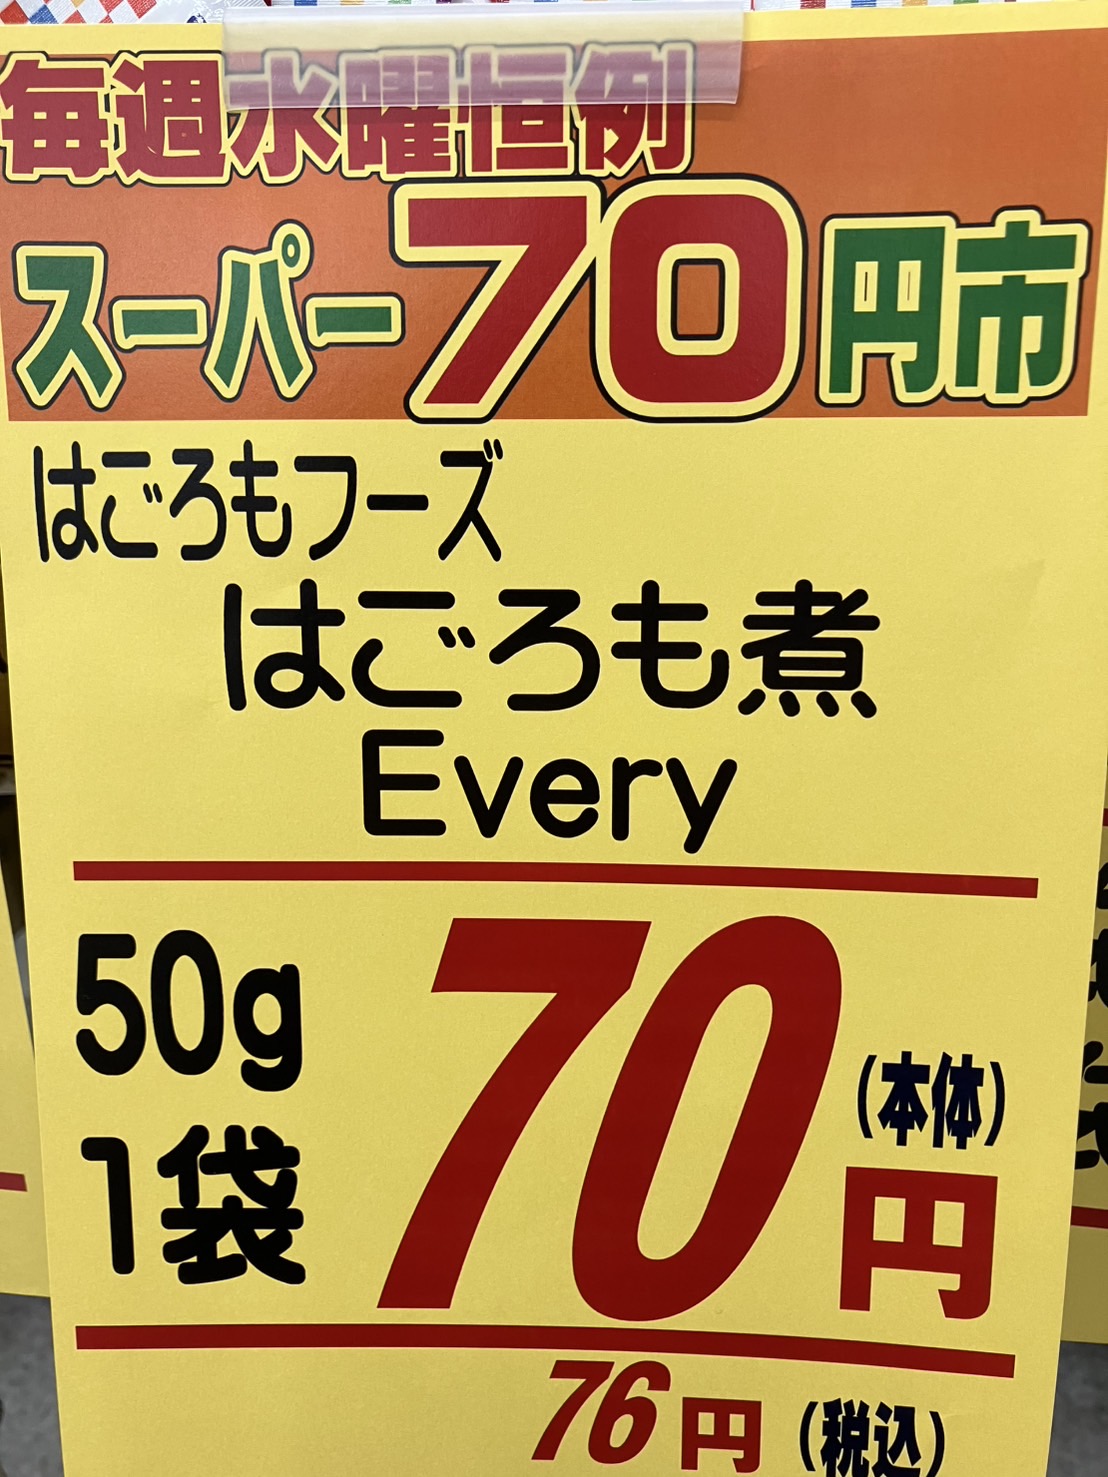 毎週水曜恒例
スーパー70円市
はごろもフーズ
はごろも煮
Every
50g
1袋
70円
(本体)
76円(税込)